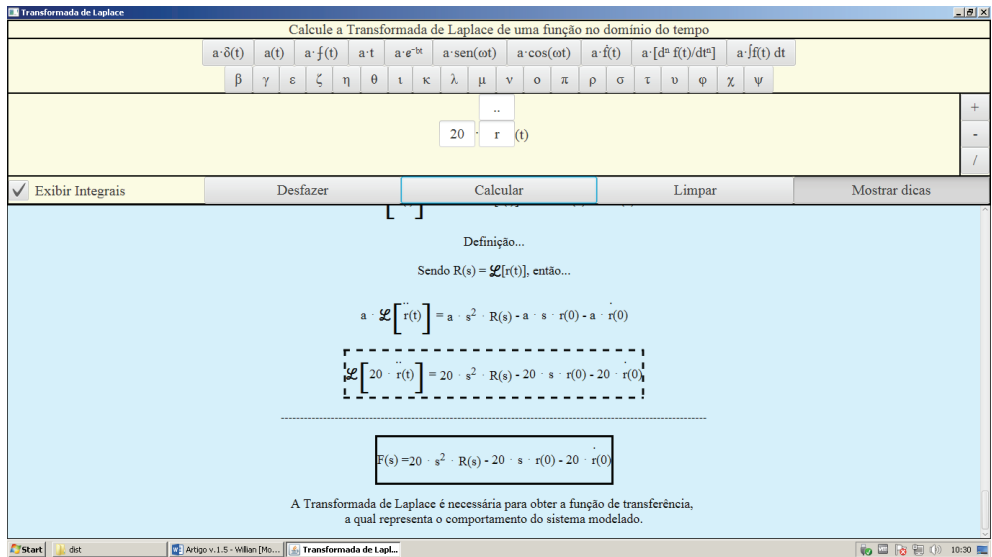 Transformada de Laplace
Calcule a Transformada de Laplace de uma função no domínio do tempo
a·δ(t) a(t) a·∫(t) a·t a·e^-bt a·sen(ωt) a·cos(ωt) a·ḟ(t) a·[dⁿ f(t)/dtⁿ] a·∫f(t) dt
β γ ε ζ η θ ι κ λ μ ν ο π ρ σ τ υ φ χ ψ
..
20 · r (t)
+
-
/
Exibir Integrais Desfazer Calcular Limpar Mostrar dicas
Definição...
Sendo R(s) = ℒ[r(t)], então...
a · ℒ[r̈(t)] = a · s² · R(s) - a · s · r(0) - a · ṙ(0)
ℒ[20 · r̈(t)] = 20 · s² · R(s) - 20 · s · r(0) - 20 · ṙ(0)
F(s) =20 · s² · R(s) - 20 · s · r(0) - 20 · ṙ(0)
A Transformada de Laplace é necessária para obter a função de transferência,
a qual representa o comportamento do sistema modelado.
Start dist Artigo v.1.5 - Willian [Mo... Transformada de Lapl... 10:30